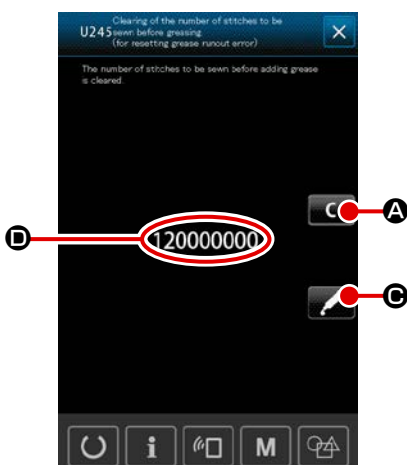 Clearing of the number of stitches to be
U245 sewn before greasing
(for resetting grease runout error)
The number of stitches to be sewn before adding grease
is cleared.
C
A
D
120000000
C
i
M